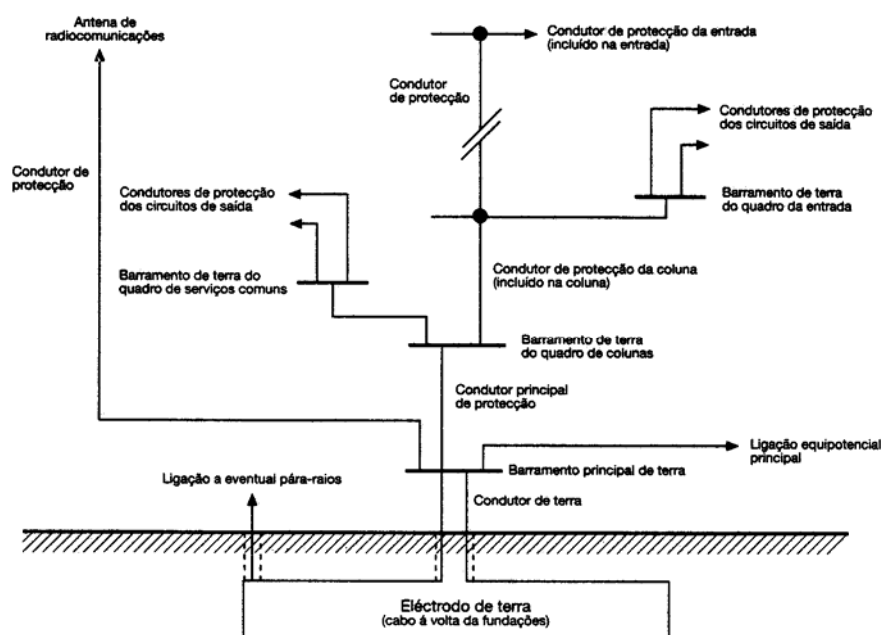 Antena de
radiocomunicações
Condutor de protecção da entrada
(incluído na entrada)
Condutor
de protecção
Condutores de protecção
dos circuitos de saída
Condutor de
protecção
Condutores de protecção
dos circuitos de saída
Barramento de terra
do quadro da entrada
Barramento de terra do
quadro de serviços comuns
Condutor de protecção da coluna
(incluído na coluna)
Barramento de terra
do quadro de colunas
Condutor principal
de protecção
Ligação equipotencial
principal
Barramento principal de terra
Ligação a eventual pára-raios
Condutor de terra
Eléctrodo de terra
(cabo á volta da fundações)